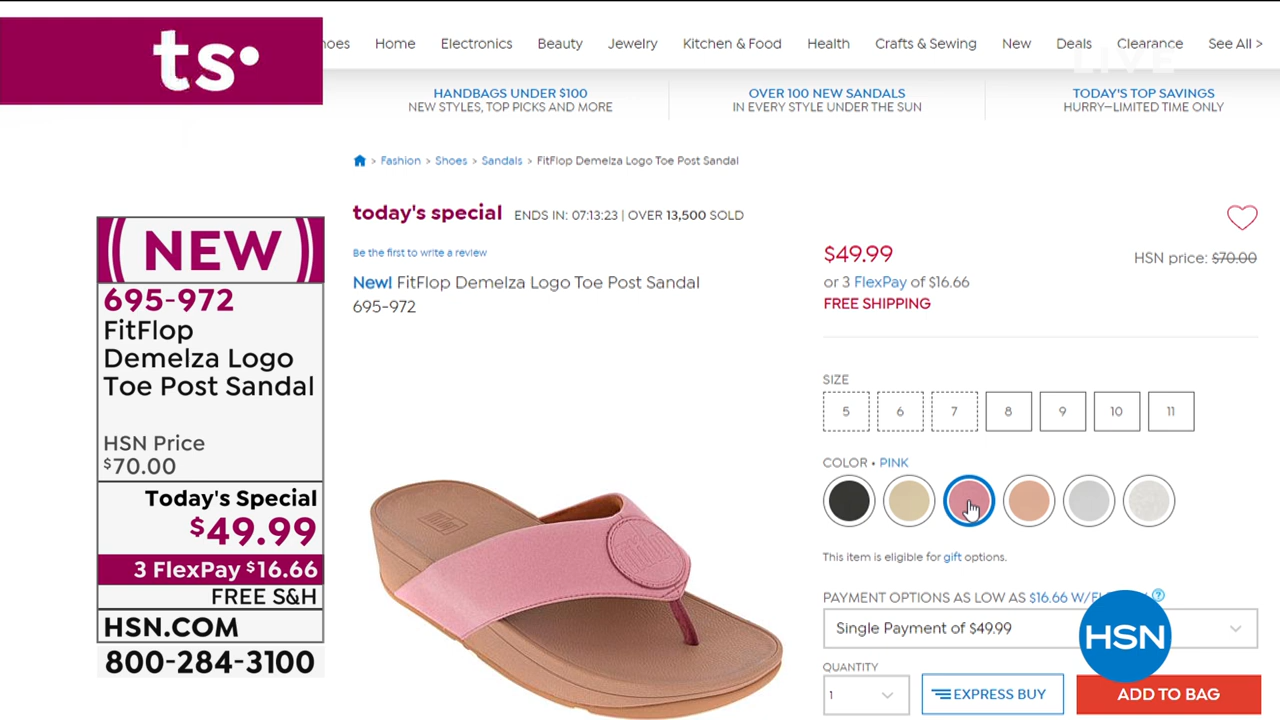 ts•
hoes Home Electronics Beauty Jewelry Kitchen & Food Health Crafts & Sewing New Deals Clearance See All >
LIVE
HANDBAGS UNDER $100
NEW STYLES, TOP PICKS AND MORE
OVER 100 NEW SANDALS
IN EVERY STYLE UNDER THE SUN
TODAY'S TOP SAVINGS
HURRY—LIMITED TIME ONLY
> Fashion > Shoes > Sandals > FitFlop Demelza Logo Toe Post Sandal
today's special ENDS IN: 07:13:23 | OVER 13,500 SOLD
Be the first to write a review
New! FitFlop Demelza Logo Toe Post Sandal
695-972
$49.99
HSN price: $70.00
or 3 FlexPay of $16.66
FREE SHIPPING
SIZE
5 6 7 8 9 10 11
COLOR • PINK
This item is eligible for gift options.
PAYMENT OPTIONS AS LOW AS $16.66 W/
Single Payment of $49.99
HSN
QUANTITY
1
EXPRESS BUY
ADD TO BAG
((NEW))
695-972
FitFlop
Demelza Logo
Toe Post Sandal
HSN Price
$70.00
Today's Special
$49.99
3 FlexPay $16.66
FREE S&H
HSN.COM
800-284-3100